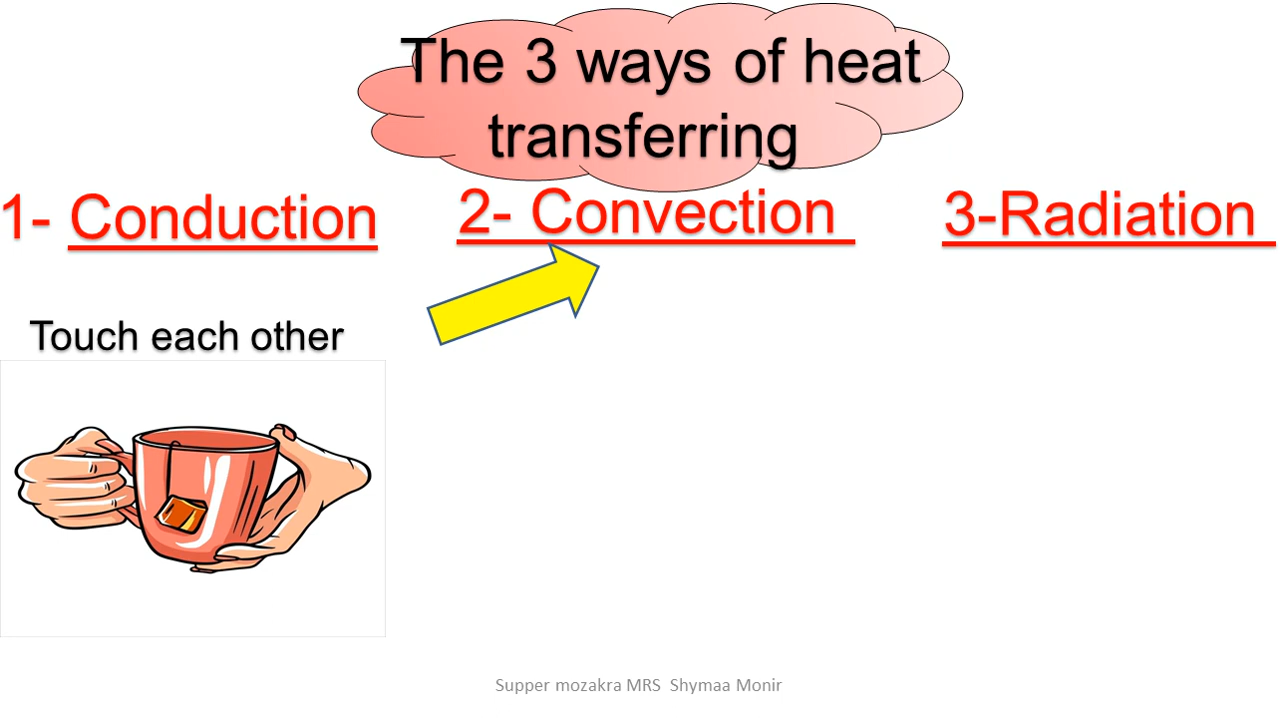 The 3 ways of heat
transferring
1- Conduction
2- Convection
3-Radiation
Touch each other
Supper mozakra MRS Shymaa Monir